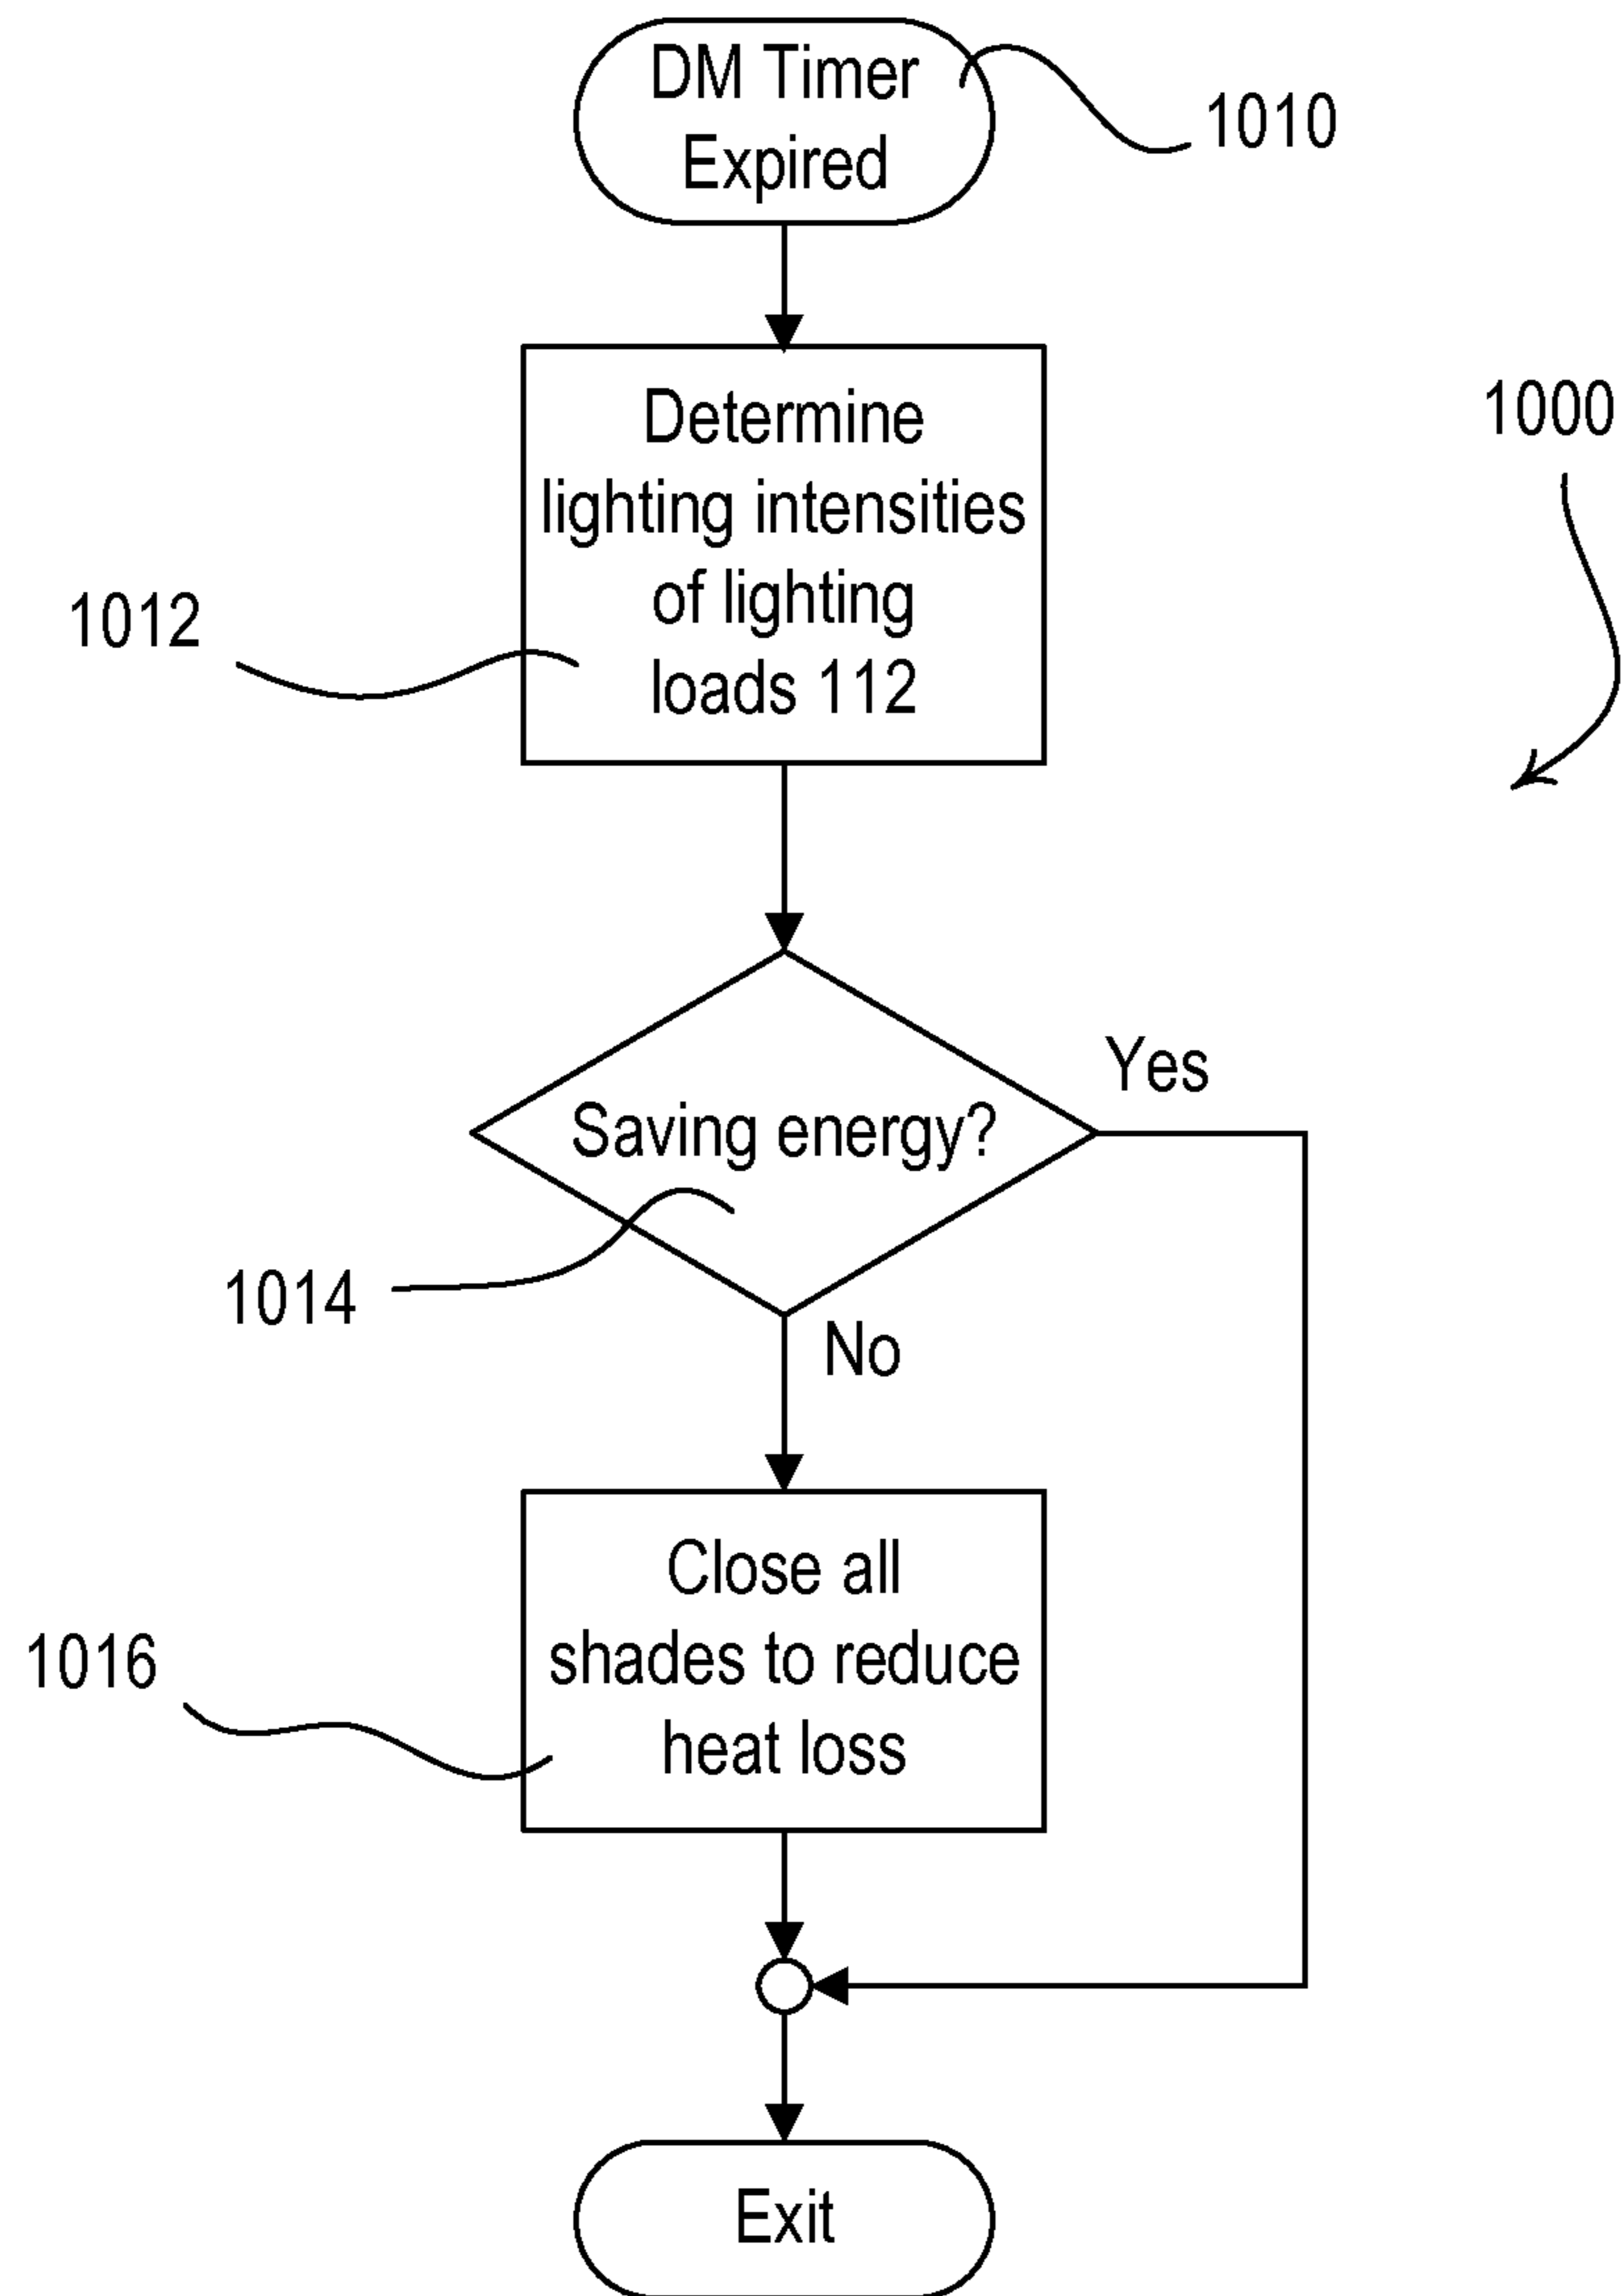 DM Timer
Expired
1010
Determine
lighting intensities
of lighting
loads 112
1000
1012
Yes
Saving energy?
1014
No
Close all
shades to reduce
heat loss
1016
Exit